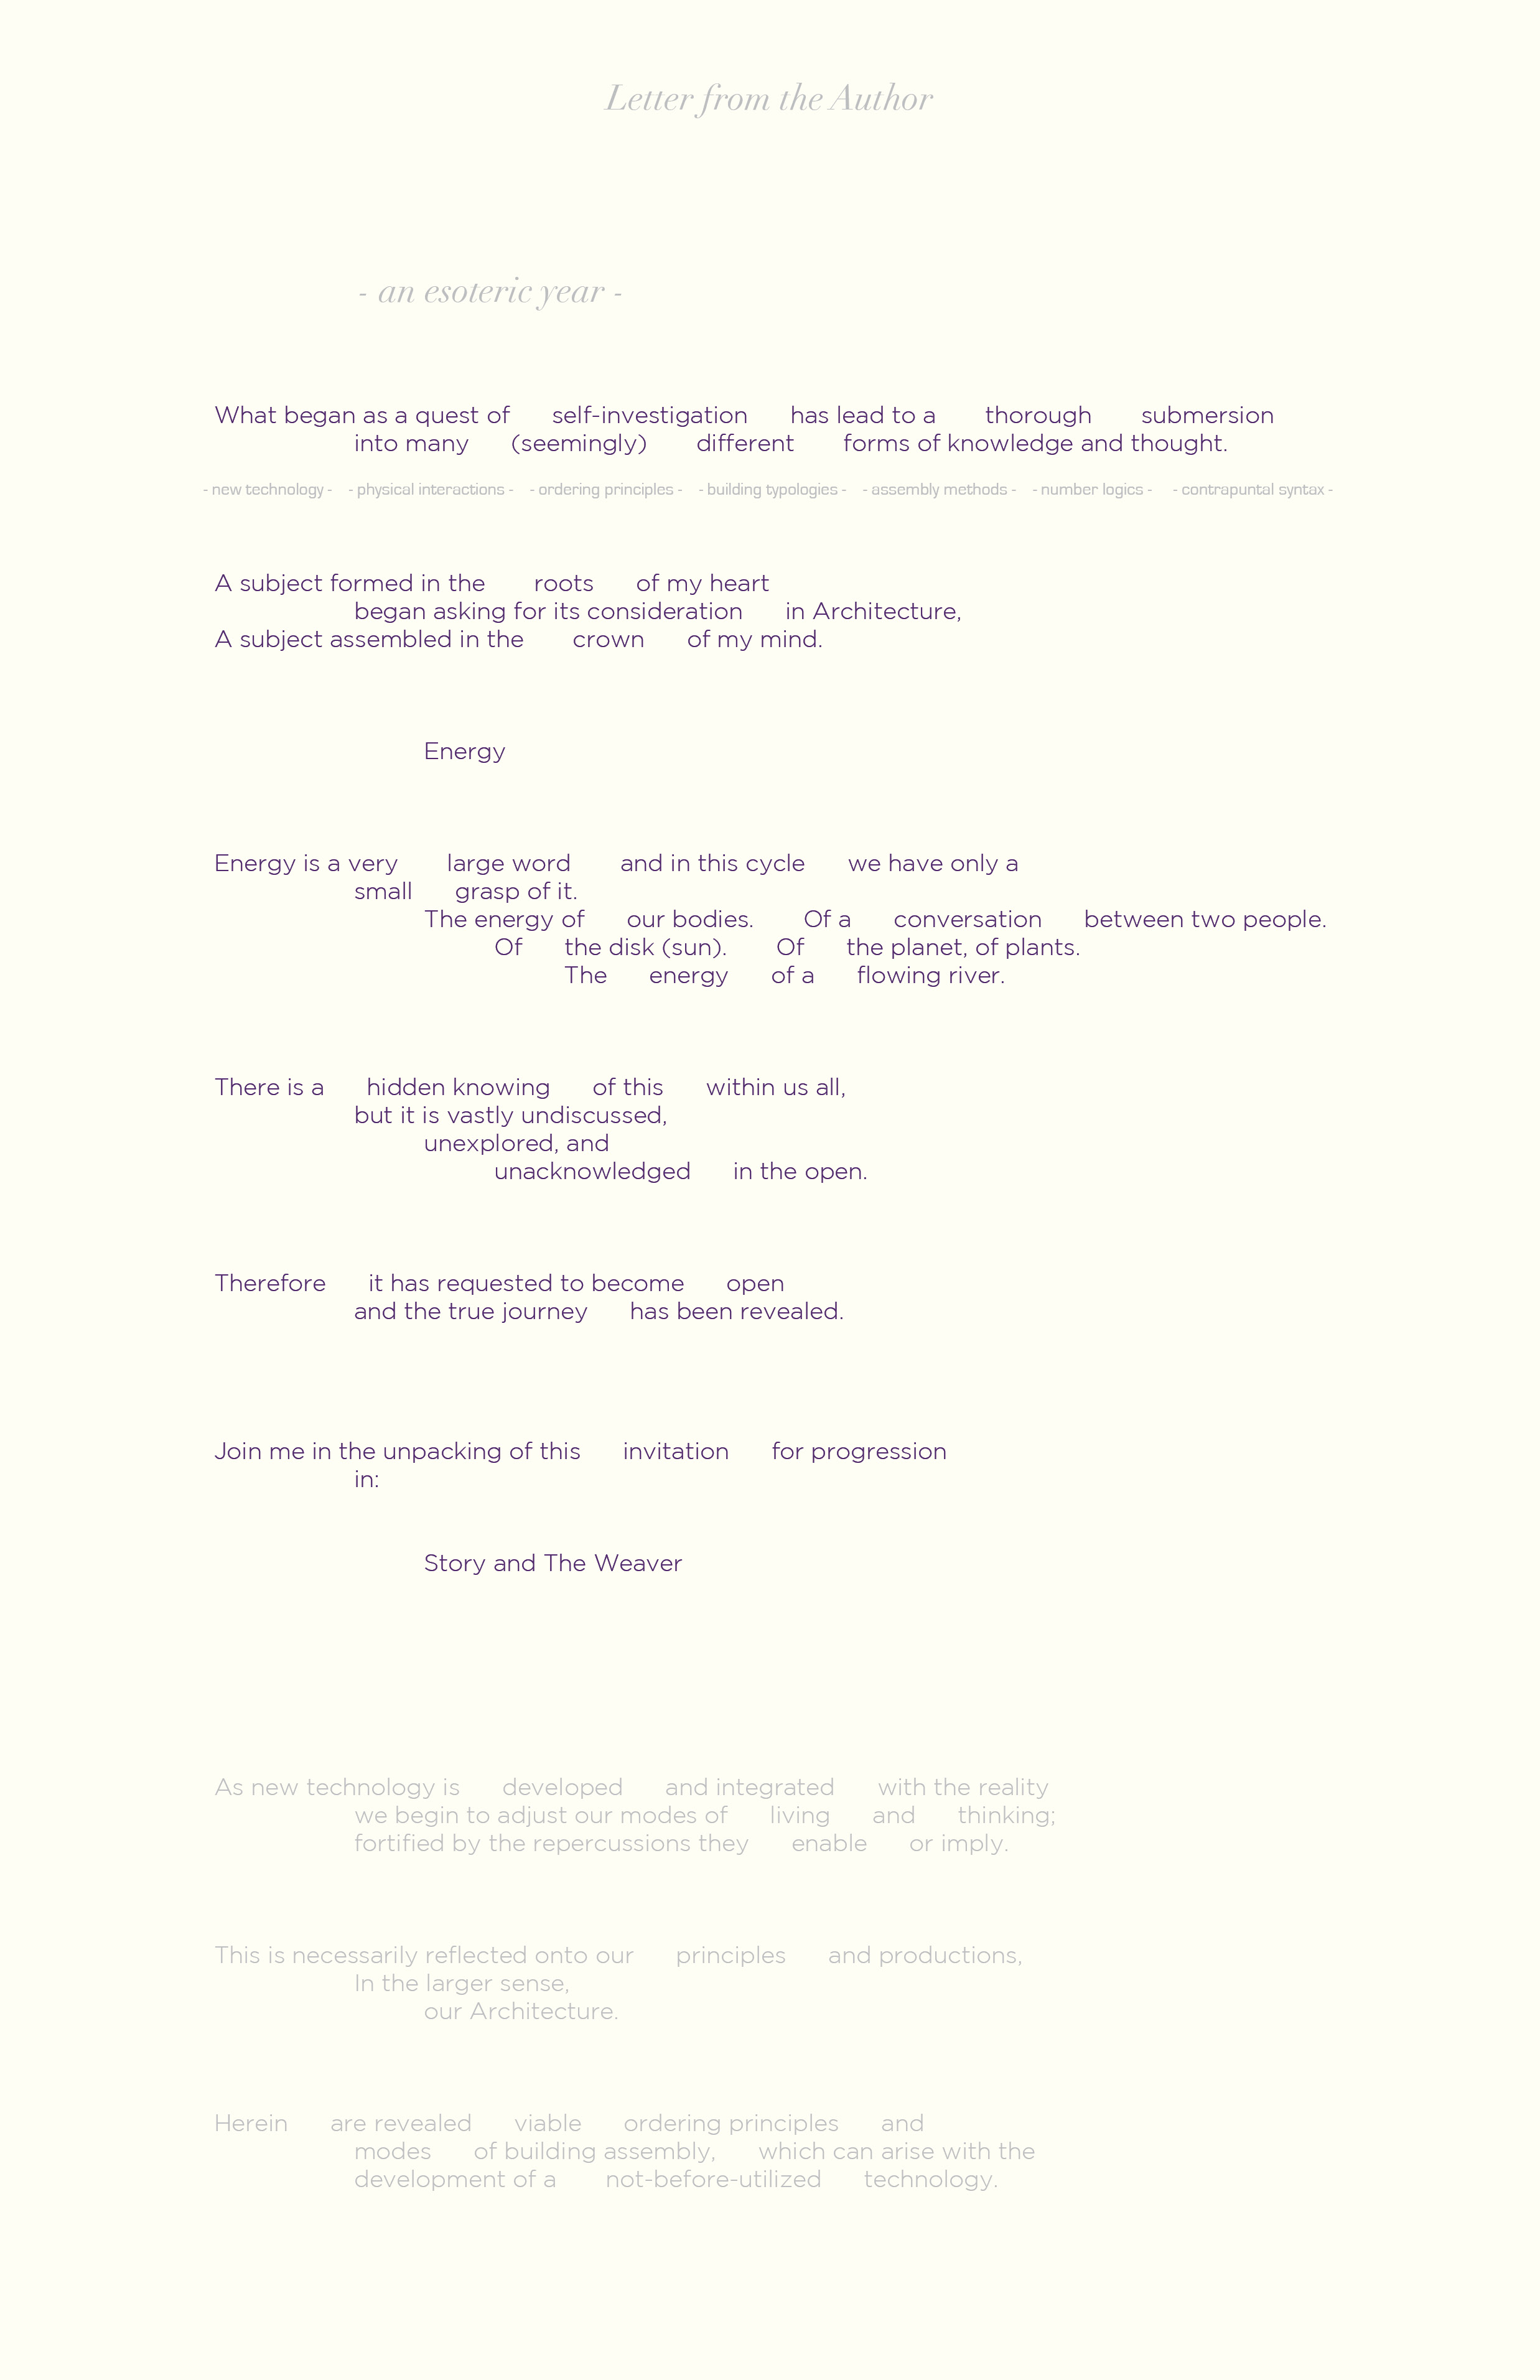 Letter from the Author
- an esoteric year -
What began as a quest of self-investigation has lead to a thorough submersion
into many (seemingly) different forms of knowledge and thought.
- new technology - - physical interactions - - ordering principles - - building typologies - - assembly methods - - number logics - - contrapuntal syntax -
A subject formed in the roots of my heart
began asking for its consideration in Architecture,
A subject assembled in the crown of my mind.
Energy
Energy is a very large word and in this cycle we have only a
small grasp of it.
The energy of our bodies. Of a conversation between two people.
Of the disk (sun). Of the planet, of plants.
The energy of a flowing river.
There is a hidden knowing of this within us all,
but it is vastly undiscussed,
unexplored, and
unacknowledged in the open.
Therefore it has requested to become open
and the true journey has been revealed.
Join me in the unpacking of this invitation for progression
in:
Story and The Weaver
As new technology is developed and integrated with the reality
we begin to adjust our modes of living and thinking;
fortified by the repercussions they enable or imply.
This is necessarily reflected onto our principles and productions,
In the larger sense,
our Architecture.
Herein are revealed viable ordering principles and
modes of building assembly, which can arise with the
development of a not-before-utilized technology.